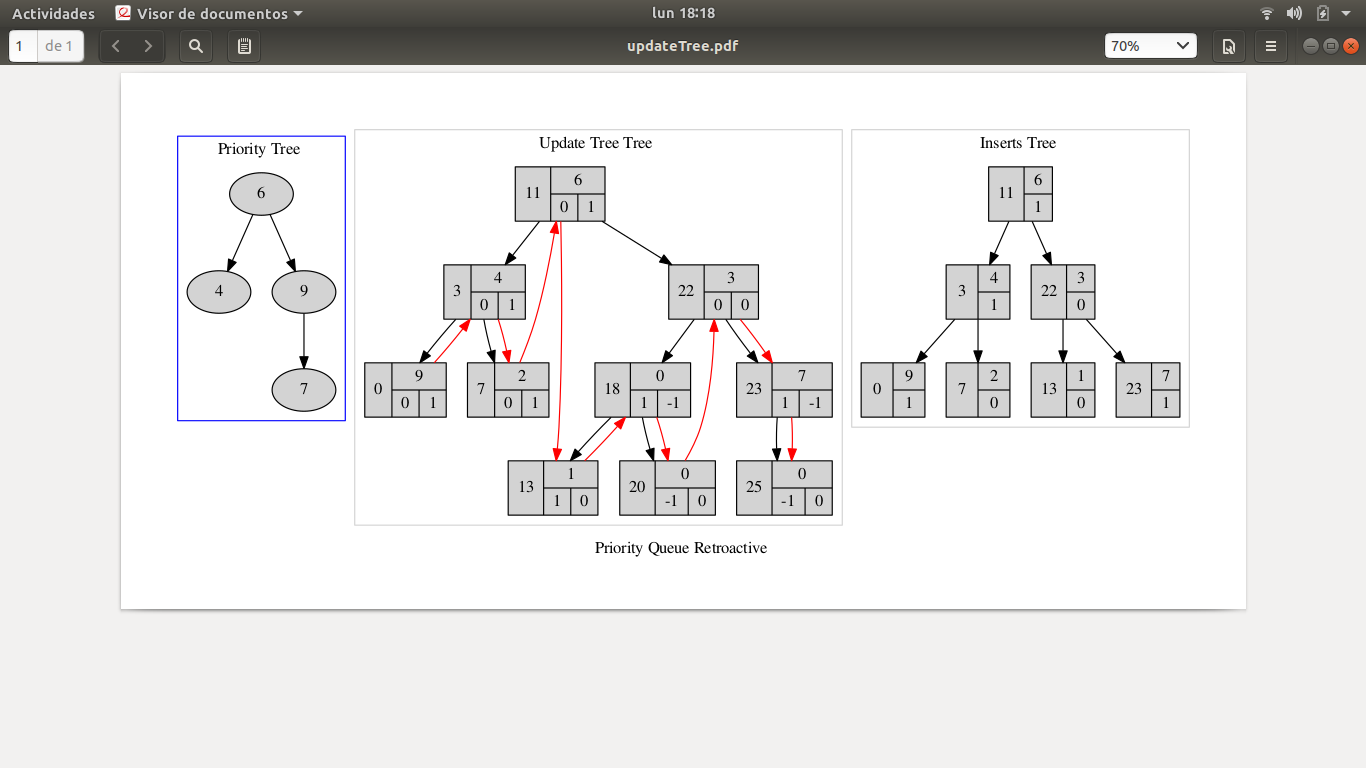 Actividades Visor de documentos lun 18:18
1 de 1 updateTree.pdf 70%
Priority Tree
6
4 9
7
Update Tree Tree
11 6 0 1
3 4 0 1
22 3 0 0
0 9 0 1
7 2 0 1
18 0 1 -1
23 7 1 -1
13 1 1 0
20 0 -1 0
25 0 -1 0
Inserts Tree
11 6 1
3 4 1
22 3 0
0 9 1
7 2 0
13 1 0
23 7 1
Priority Queue Retroactive